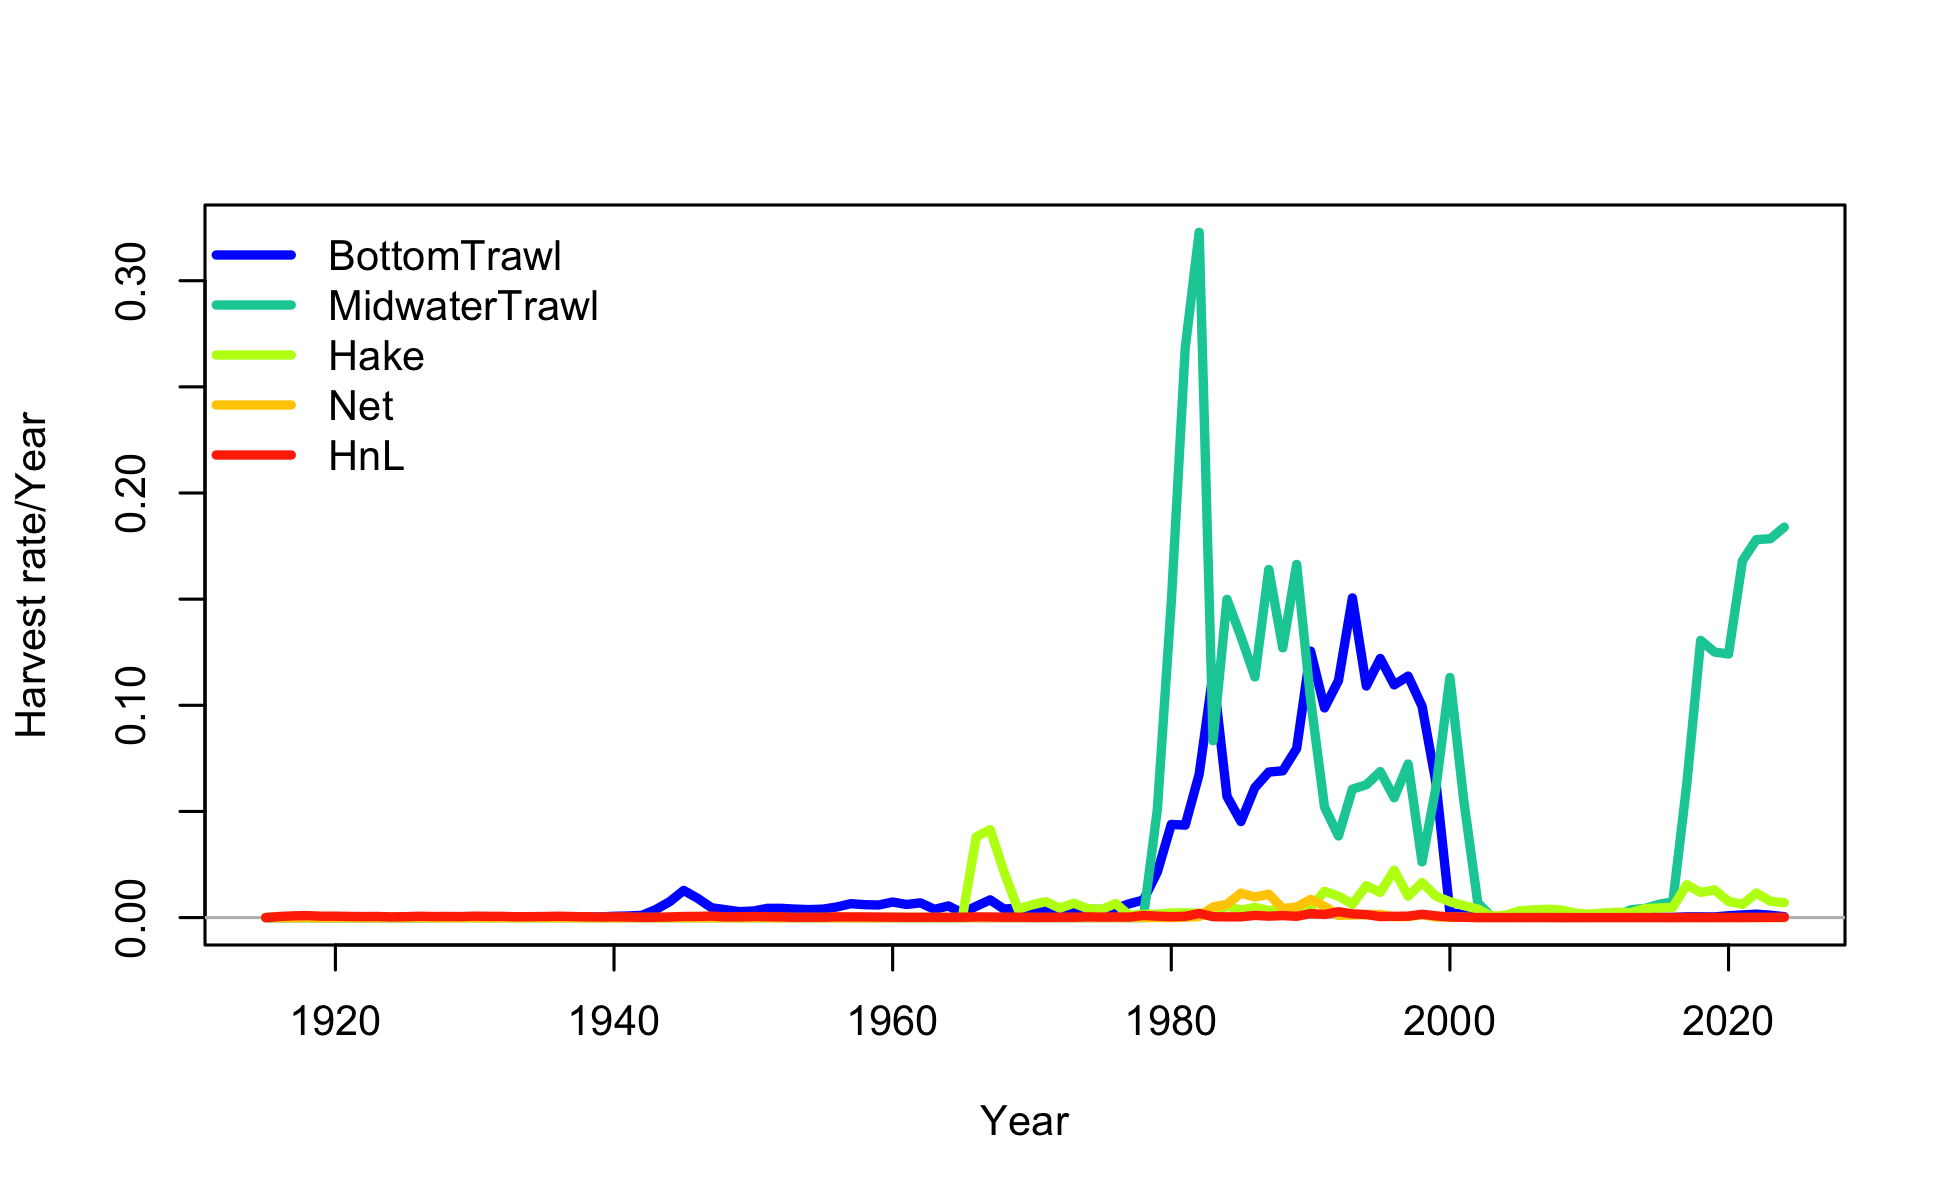 BottomTrawl
MidwaterTrawl
Hake
Net
HnL
Harvest rate/Year
0.30
0.20
0.10
0.00
1920 1940 1960 1980 2000 2020
Year